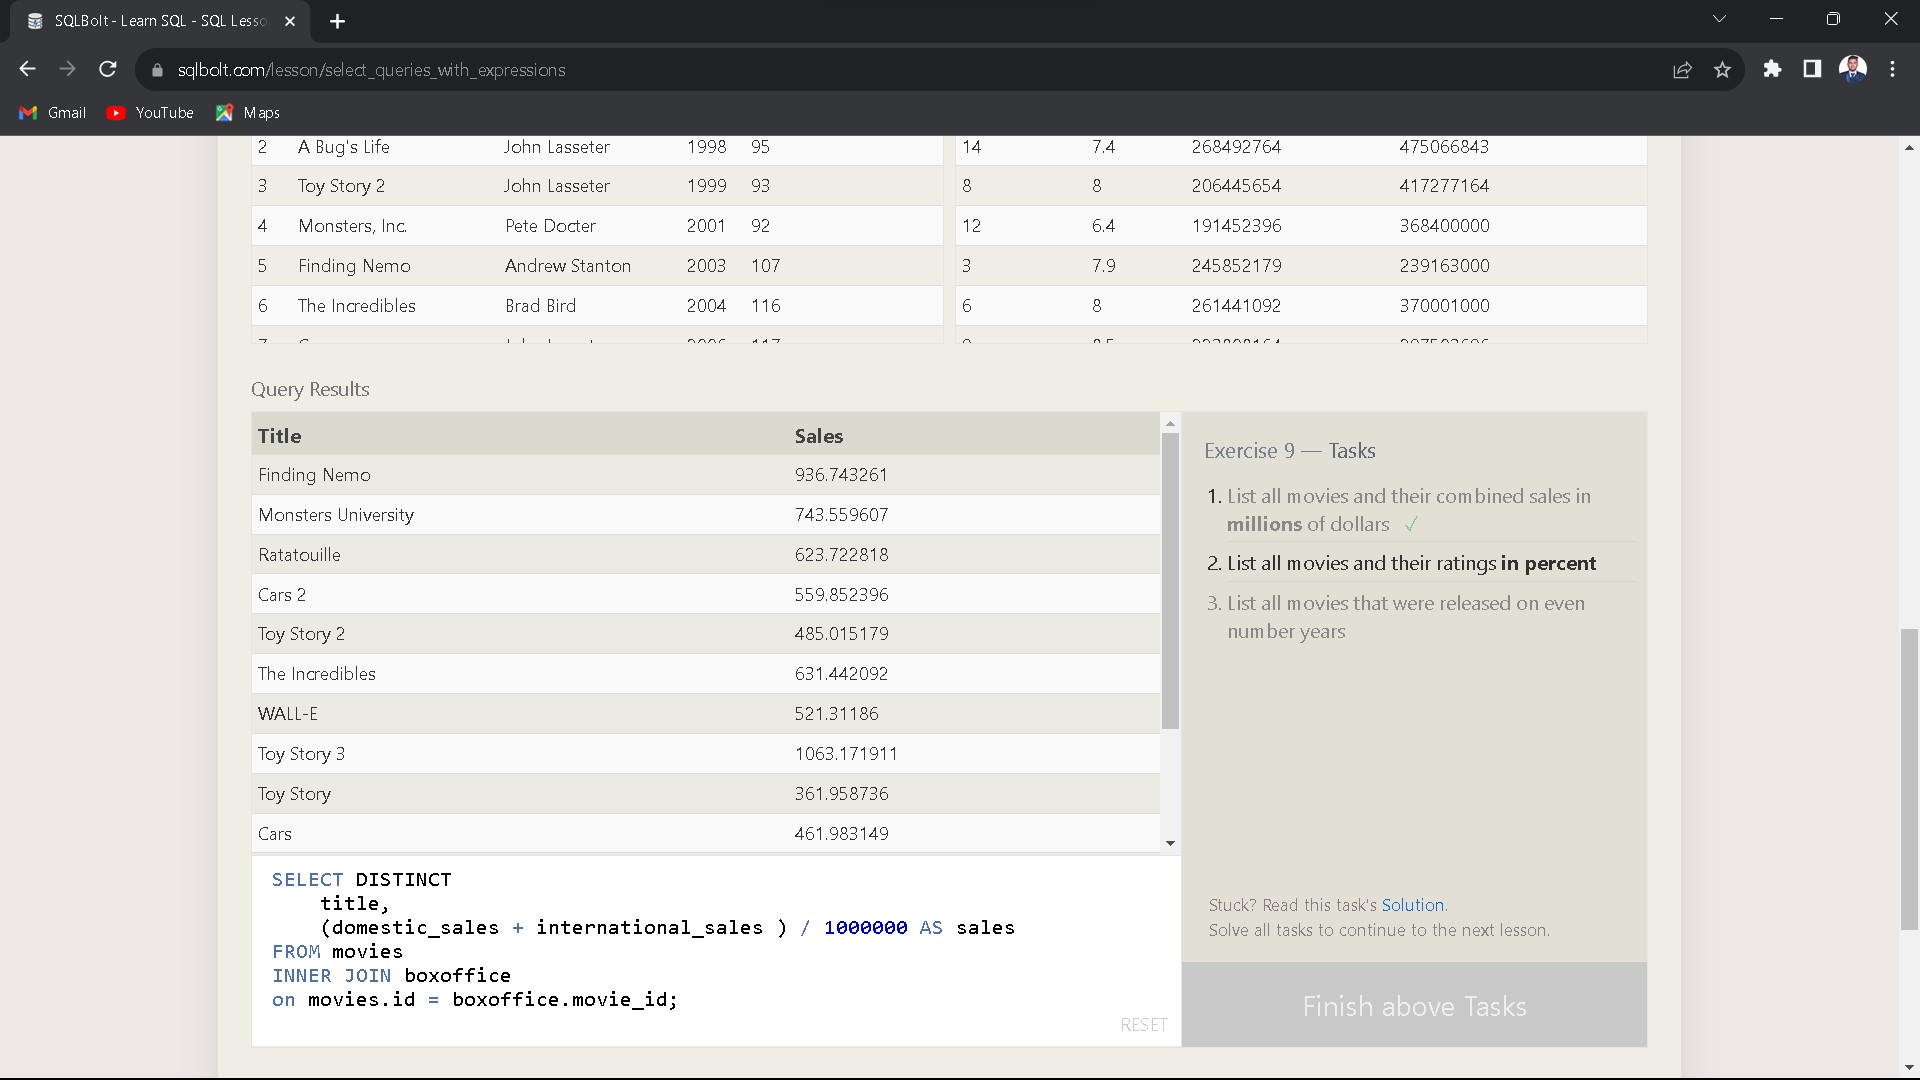 SQLBolt - Learn SQL - SQL Lesso
sqlbolt.com/lesson/select_queries_with_expressions
Gmail YouTube Maps
2 A Bug's Life John Lasseter 1998 95 14 7.4 268492764 475066843
3 Toy Story 2 John Lasseter 1999 93 8 8 206445654 417277164
4 Monsters, Inc. Pete Docter 2001 92 12 6.4 191452396 368400000
5 Finding Nemo Andrew Stanton 2003 107 3 7.9 245852179 239163000
6 The Incredibles Brad Bird 2004 116 6 8 261441092 370001000
Query Results
Title Sales
Finding Nemo 936.743261
Monsters University 743.559607
Ratatouille 623.722818
Cars 2 559.852396
Toy Story 2 485.015179
The Incredibles 631.442092
WALL-E 521.31186
Toy Story 3 1063.171911
Toy Story 361.958736
Cars 461.983149
SELECT DISTINCT
title,
(domestic_sales + international_sales ) / 1000000 AS sales
FROM movies
INNER JOIN boxoffice
on movies.id = boxoffice.movie_id;
RESET
Exercise 9 — Tasks
1. List all movies and their combined sales in
millions of dollars ✓
2. List all movies and their ratings in percent
3. List all movies that were released on even
number years
Stuck? Read this task's Solution.
Solve all tasks to continue to the next lesson.
Finish above Tasks